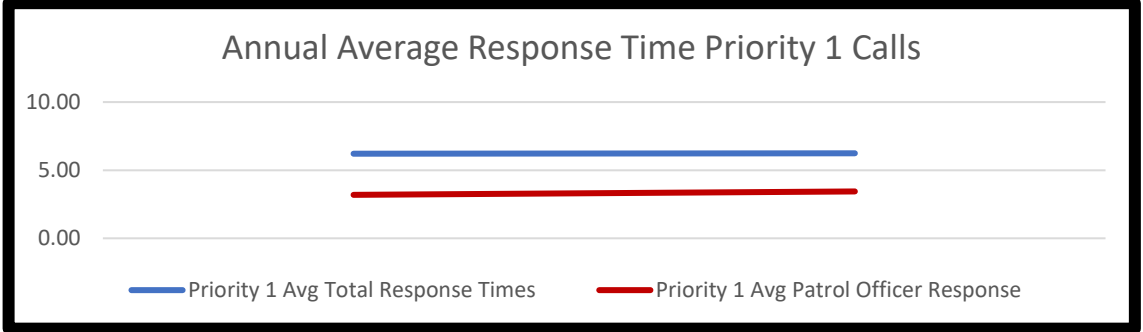 Annual Average Response Time Priority 1 Calls
10.00
5.00
0.00
Priority 1 Avg Total Response Times
Priority 1 Avg Patrol Officer Response